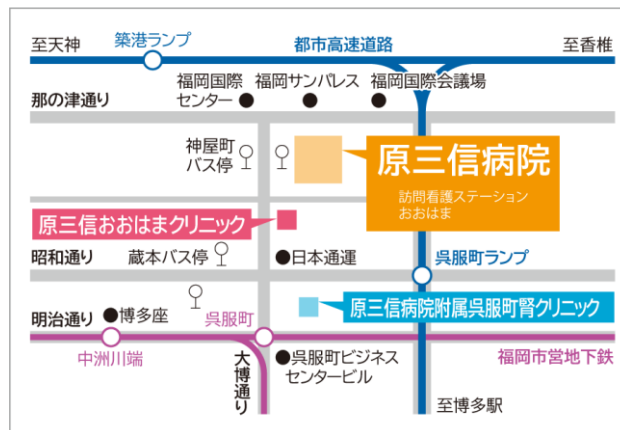 至天神
築港ランプ
都市高速道路
至香椎
福岡国際
センター
福岡サンパレス
福岡国際会議場
那の津通り
神屋町
バス停
原三信病院
訪問看護ステーション
おおはま
原三信おおはまクリニック
昭和通り
蔵本バス停
日本通運
呉服町ランプ
原三信病院附属呉服町腎クリニック
明治通り
博多座
呉服町
中洲川端
大博通り
呉服町ビジネス
センタービル
福岡市営地下鉄
至博多駅